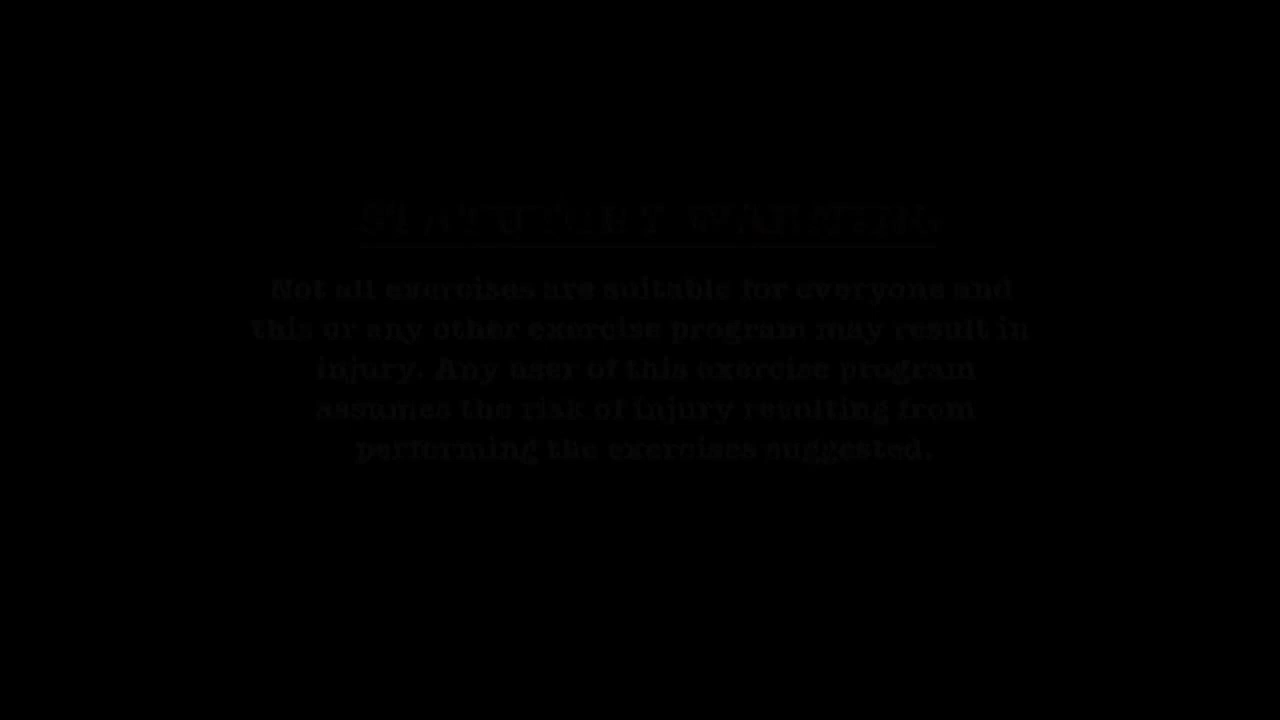 STATUTORY WARNING
Not all exercises are suitable for everyone and
this or any other exercise program may result in
injury. Any user of this exercise program
assumes the risk of injury resulting from
performing the exercises suggested.